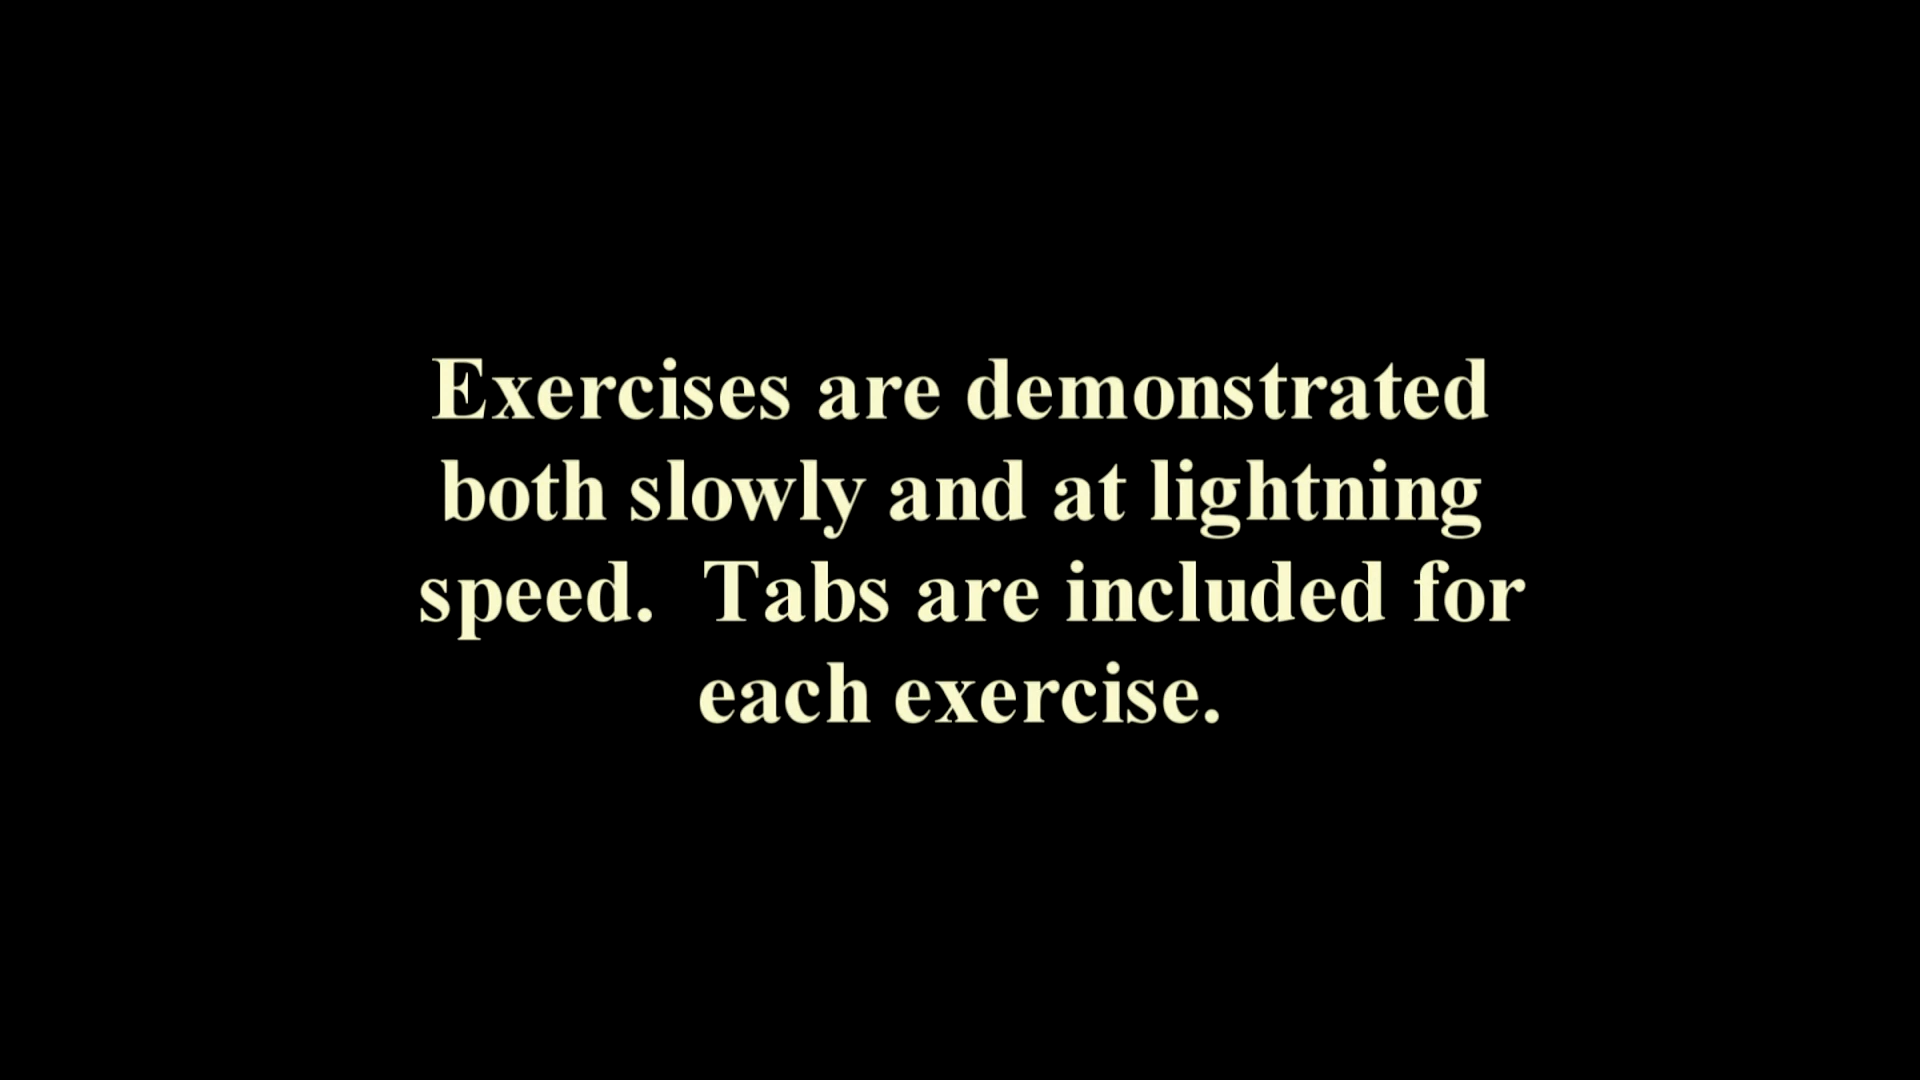 Exercises are demonstrated
both slowly and at lightning
speed.  Tabs are included for
each exercise.